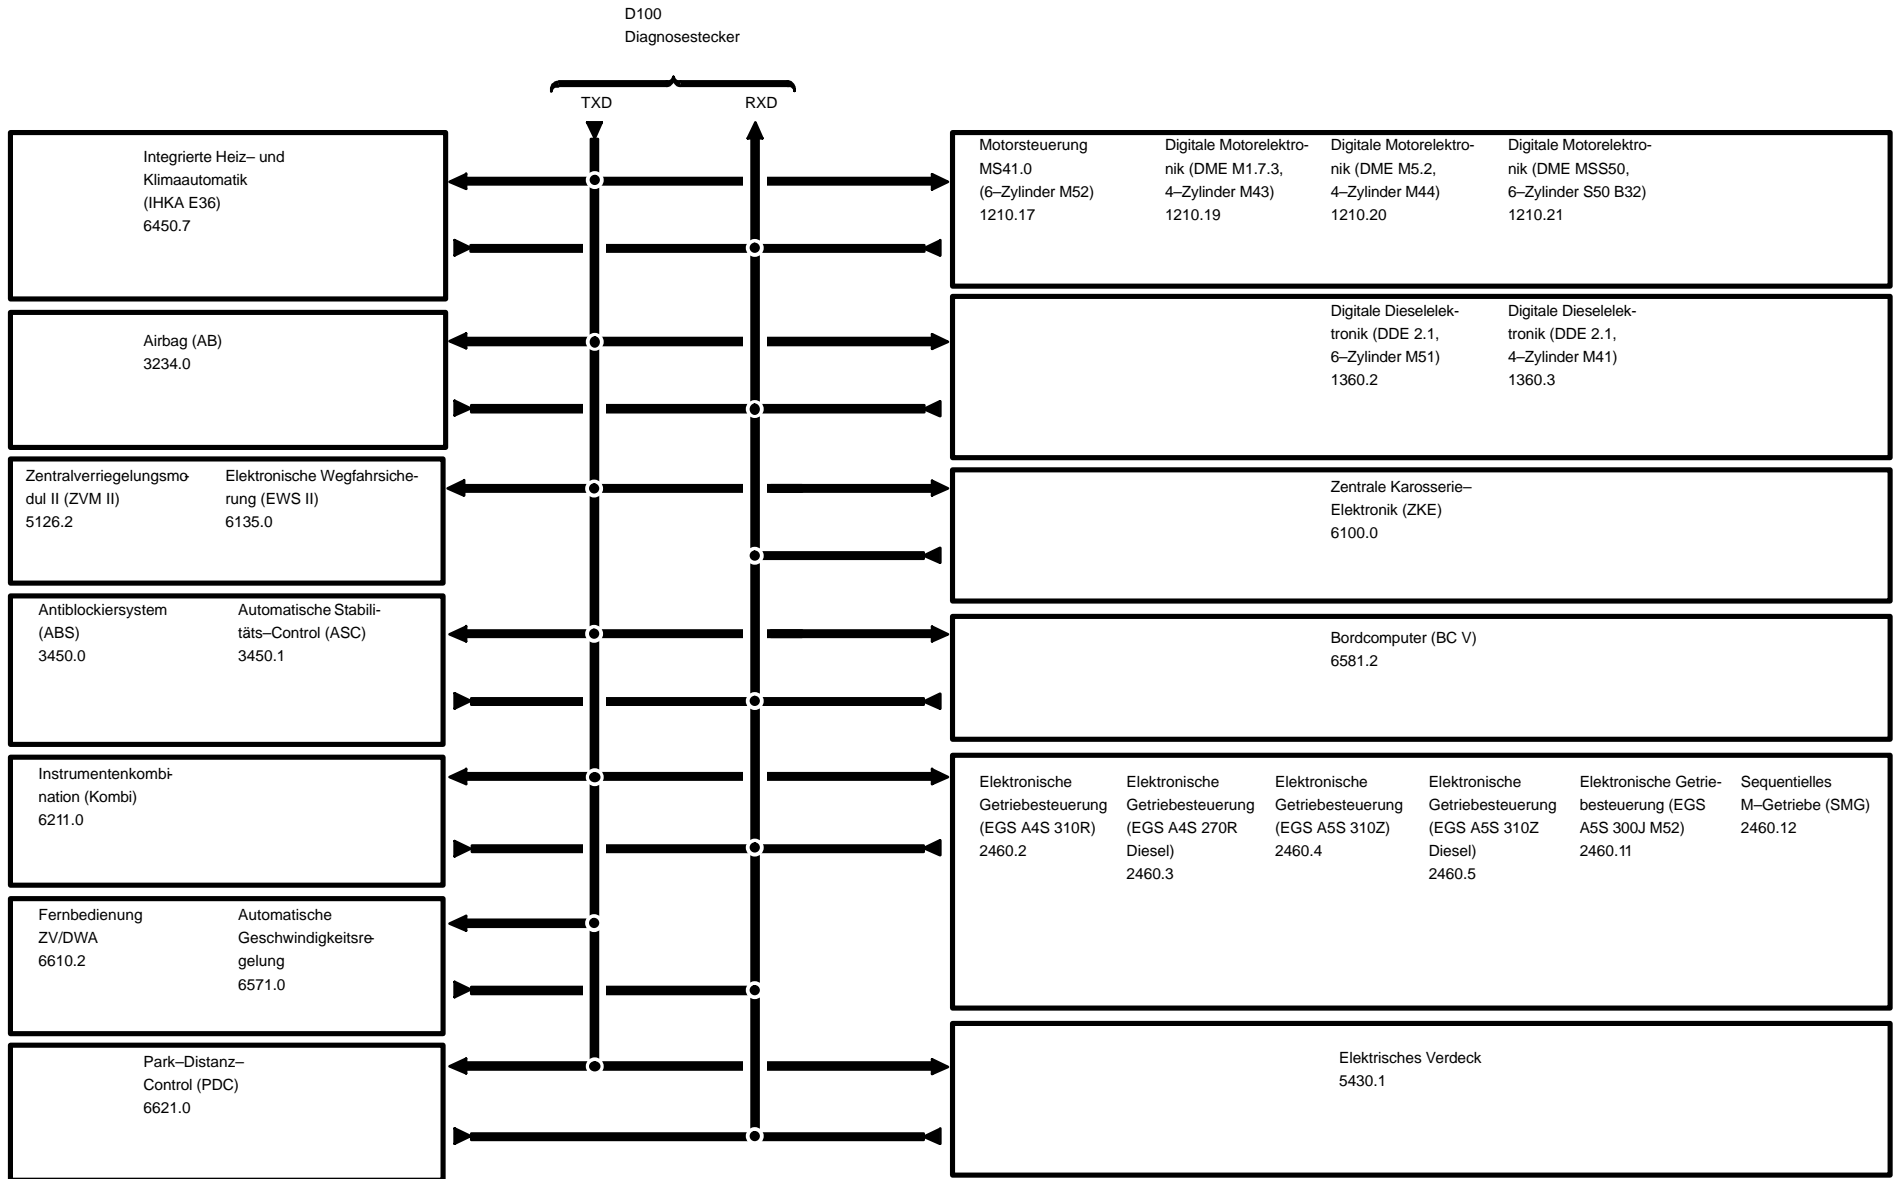 D100
Diagnosestecker
TXD
RXD
Integrierte Heiz– und
Klimaautomatik
(IHKA E36)
6450.7
Motorsteuerung
MS41.0
(6–Zylinder M52)
1210.17
Digitale Motorelektro–
nik (DME M1.7.3,
4–Zylinder M43)
1210.19
Digitale Motorelektro–
nik (DME M5.2,
4–Zylinder M44)
1210.20
Digitale Motorelektro–
nik (DME MSS50,
6–Zylinder S50 B32)
1210.21
Airbag (AB)
3234.0
Digitale Dieselelek–
tronik (DDE 2.1,
6–Zylinder M51)
1360.2
Digitale Dieselelek–
tronik (DDE 2.1,
4–Zylinder M41)
1360.3
Zentralverriegelungsmo–
dul II (ZVM II)
5126.2
Elektronische Wegfahrsiche–
rung (EWS II)
6135.0
Zentrale Karosserie–
Elektronik (ZKE)
6100.0
Antiblockiersystem
(ABS)
3450.0
Automatische Stabili–
täts–Control (ASC)
3450.1
Bordcomputer (BC V)
6581.2
Instrumentenkombi–
nation (Kombi)
6211.0
Elektronische
Getriebesteuerung
(EGS A4S 310R)
2460.2
Elektronische
Getriebesteuerung
(EGS A4S 270R
Diesel)
2460.3
Elektronische
Getriebesteuerung
(EGS A5S 310Z)
2460.4
Elektronische
Getriebesteuerung
(EGS A5S 310Z
Diesel)
2460.5
Elektronische Getrie–
besteuerung (EGS
A5S 300J M52)
2460.11
Sequentielles
M–Getriebe (SMG)
2460.12
Fernbedienung
ZV/DWA
6610.2
Automatische
Geschwindigkeitsre–
gelung
6571.0
Park–Distanz–
Control (PDC)
6621.0
Elektrisches Verdeck
5430.1